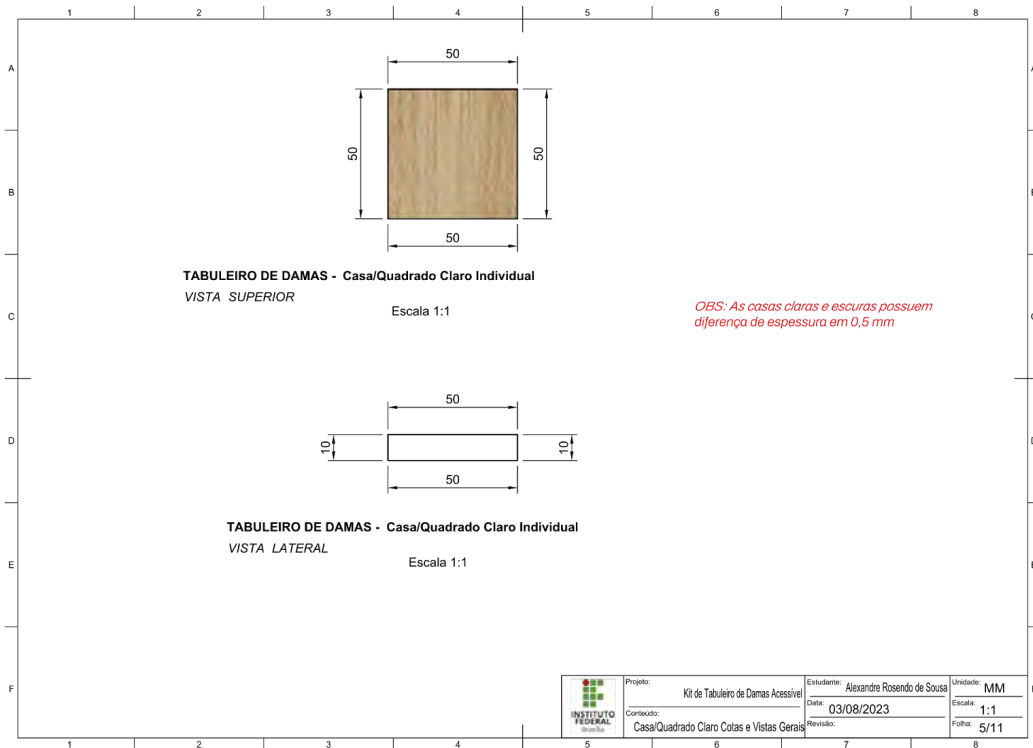 1 2 3 4 5 6 7 8
A
B
C
D
E
F
50
50
50
50
TABULEIRO DE DAMAS - Casa/Quadrado Claro Individual
VISTA SUPERIOR
Escala 1:1
OBS: As casas claras e escuras possuem
diferença de espessura em 0,5 mm
50
10
10
50
TABULEIRO DE DAMAS - Casa/Quadrado Claro Individual
VISTA LATERAL
Escala 1:1
INSTITUTO
FEDERAL
Brasília
Projeto:
Kit de Tabuleiro de Damas Acessível
Conteúdo:
Casa/Quadrado Claro Cotas e Vistas Gerais
Estudante: Alexandre Rosendo de Sousa
Data: 03/08/2023
Revisão:
Unidade: MM
Escala: 1:1
Folha: 5/11
1 2 3 4 5 6 7 8